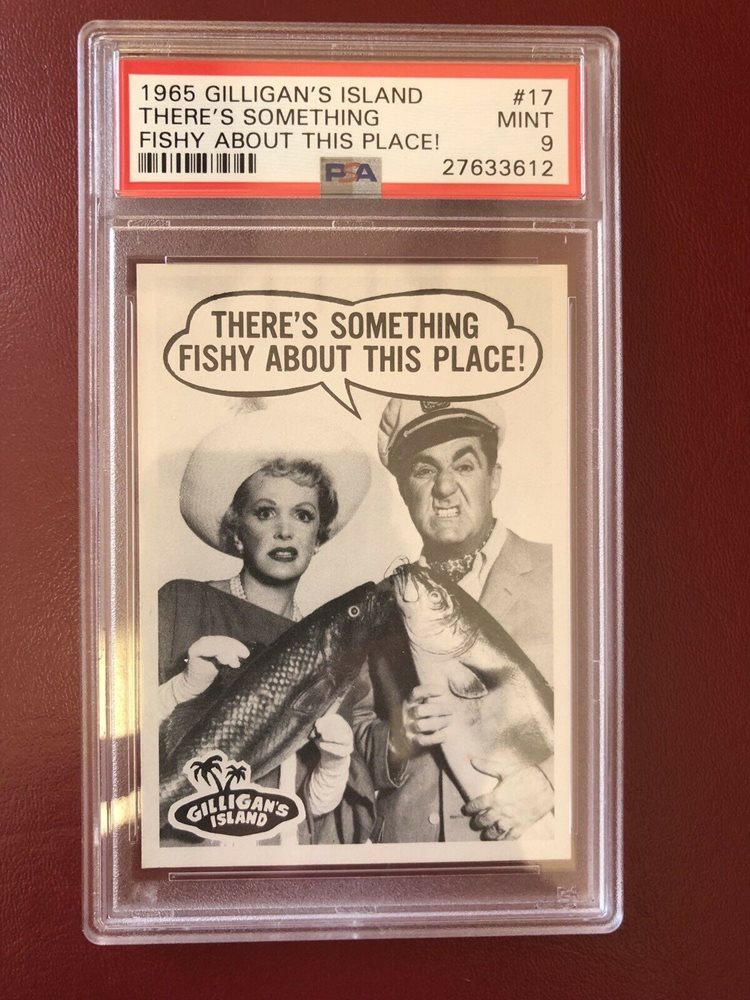 1965 GILLIGAN'S ISLAND #17
THERE'S SOMETHING MINT
FISHY ABOUT THIS PLACE! 9
PSA 27633612
THERE'S SOMETHING
FISHY ABOUT THIS PLACE!
GILLIGAN'S
ISLAND